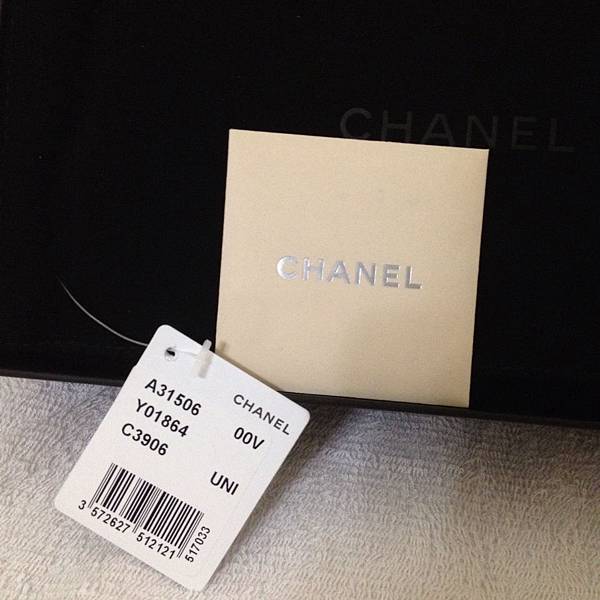 CHANEL
CHANEL
CHANEL
A31506
Y01864 00V
C3906
UNI
3 572627 512121 517033